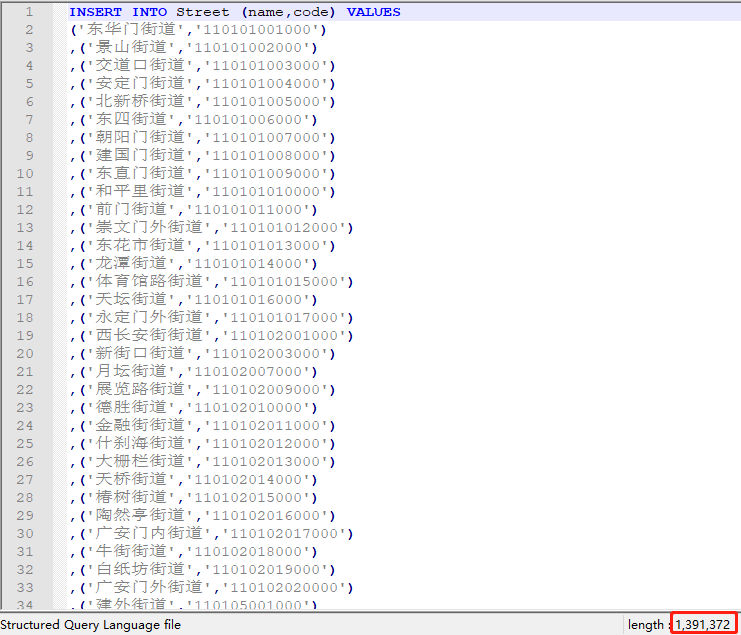 1 INSERT INTO Street (name,code) VALUES
2 ('东华门街道','110101001000')
3 ,('景山街道','110101002000')
4 ,('交道口街道','110101003000')
5 ,('安定门街道','110101004000')
6 ,('北新桥街道','110101005000')
7 ,('东四街道','110101006000')
8 ,('朝阳门街道','110101007000')
9 ,('建国门街道','110101008000')
10 ,('东直门街道','110101009000')
11 ,('和平里街道','110101010000')
12 ,('前门街道','110101011000')
13 ,('崇文门外街道','110101012000')
14 ,('东花市街道','110101013000')
15 ,('龙潭街道','110101014000')
16 ,('体育馆路街道','110101015000')
17 ,('天坛街道','110101016000')
18 ,('永定门外街道','110101017000')
19 ,('西长安街街道','110102001000')
20 ,('新街口街道','110102003000')
21 ,('月坛街道','110102007000')
22 ,('展览路街道','110102009000')
23 ,('德胜街道','110102010000')
24 ,('金融街街道','110102011000')
25 ,('什刹海街道','110102012000')
26 ,('大栅栏街道','110102013000')
27 ,('天桥街道','110102014000')
28 ,('椿树街道','110102015000')
29 ,('陶然亭街道','110102016000')
30 ,('广安门内街道','110102017000')
31 ,('牛街街道','110102018000')
32 ,('白纸坊街道','110102019000')
33 ,('广安门外街道','110102020000')
34 ,('建外街道','110105001000')
Structured Query Language file length : 1,391,372